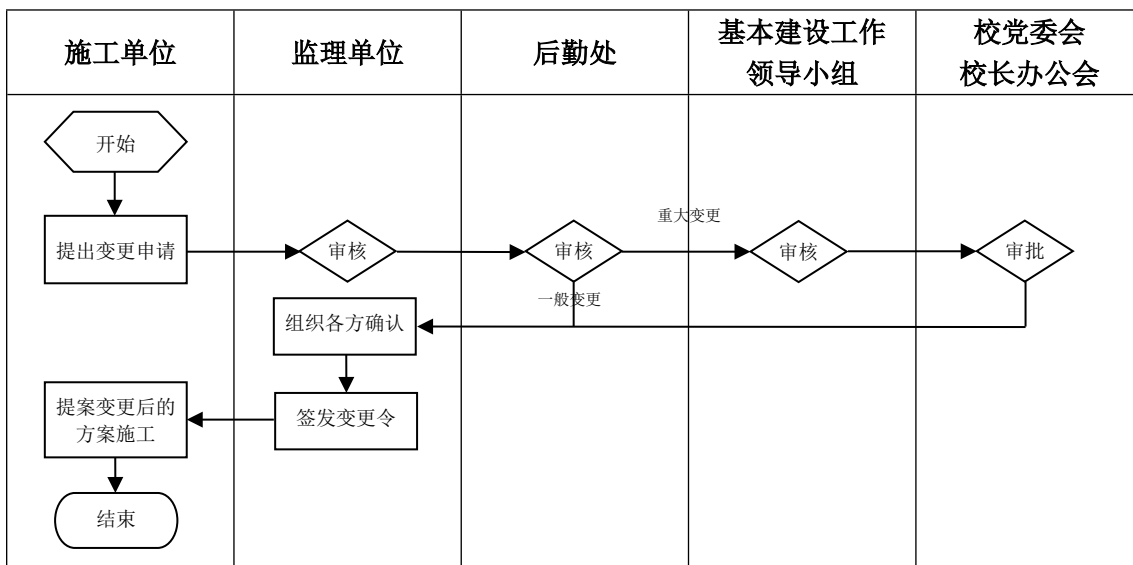 施工单位
监理单位
后勤处
基本建设工作
领导小组
校党委会
校长办公会
开始
提出变更申请
审核
审核
重大变更
审核
审批
一般变更
组织各方确认
提案变更后的
方案施工
签发变更令
结束